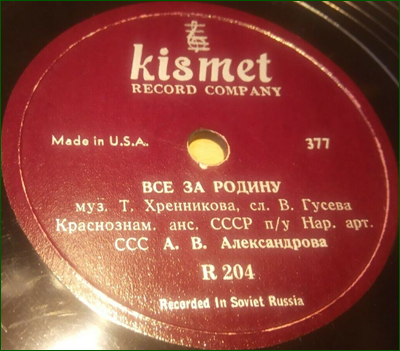 kismet
RECORD COMPANY
Made in U.S.A. 377
ВСЕ ЗА РОДИНУ
муз. Т. Хренникова, сл. В. Гусева
Краснознам. анс. СССР п/у Нар. арт.
ССС А. В. Александрова
R 204
Recorded In Soviet Russia